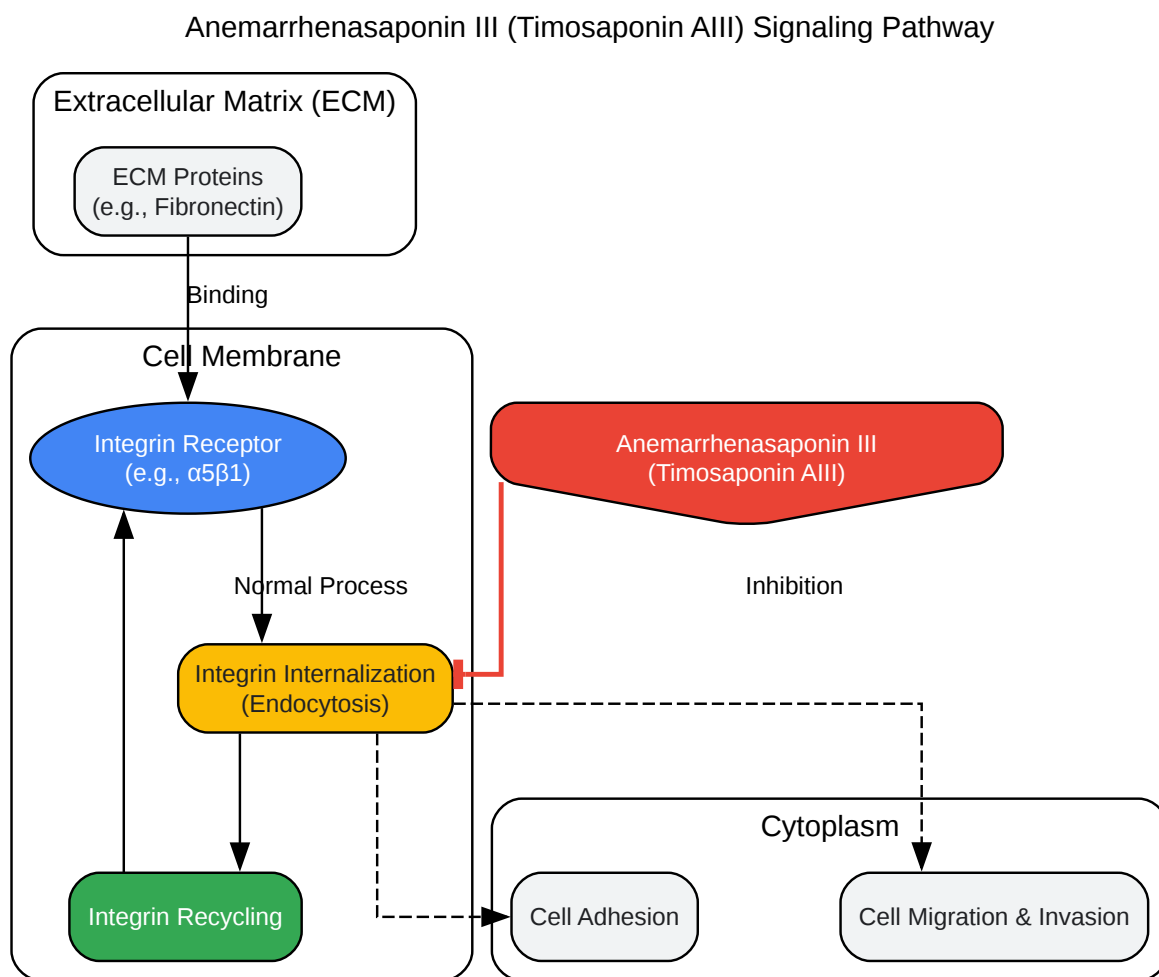 Anemarrhenasaponin III (Timosaponin AIII) Signaling Pathway
Extracellular Matrix (ECM)
ECM Proteins
(e.g., Fibronectin)
Binding
Cell Membrane
Integrin Receptor
(e.g., α5β1)
Anemarrhenasaponin III
(Timosaponin AIII)
Normal Process
Inhibition
Integrin Internalization
(Endocytosis)
Cytoplasm
Integrin Recycling
Cell Adhesion
Cell Migration & Invasion